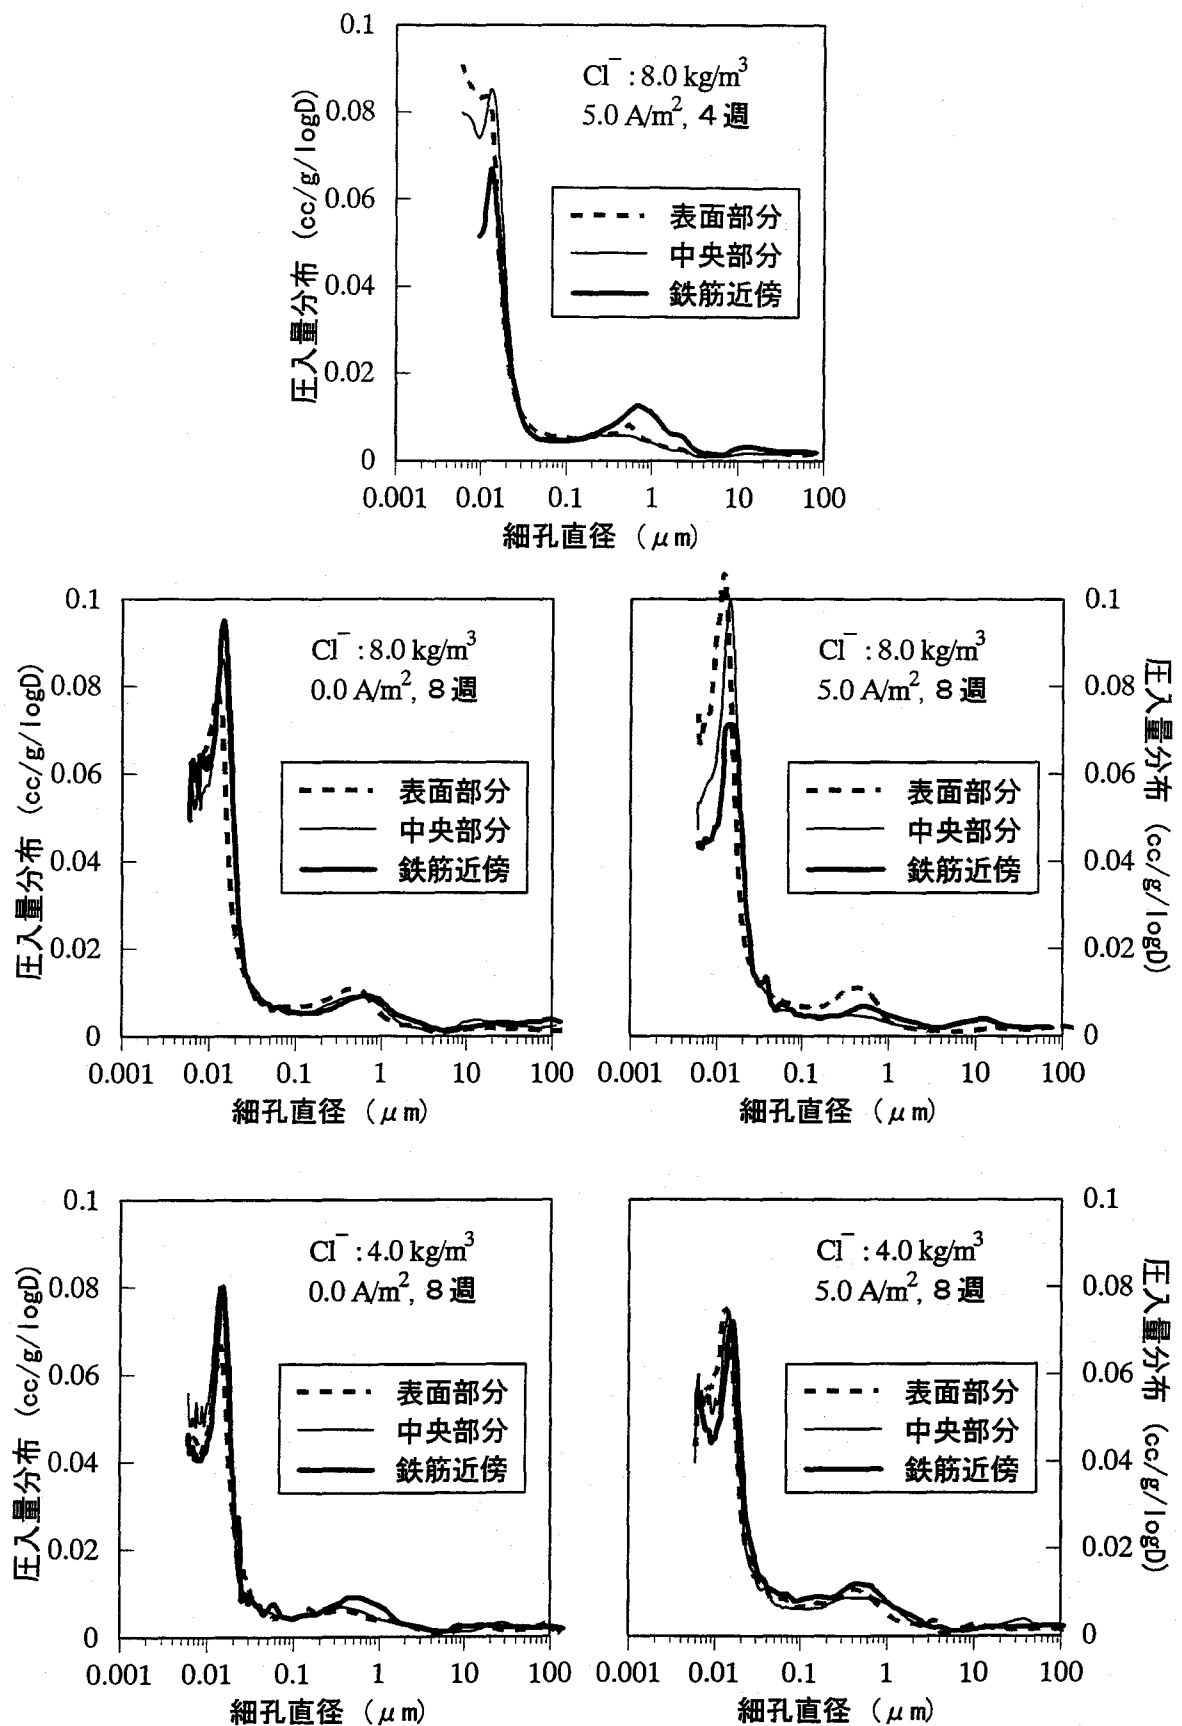 0.1
0.08
0.06
0.04
0.02
0
圧入量分布 (cc/g/logD)
Cl⁻ : 8.0 kg/m³
5.0 A/m², 4週
表面部分
中央部分
鉄筋近傍
0.001 0.01 0.1 1 10 100
細孔直径 (μm)
0.1
0.08
0.06
0.04
0.02
0
圧入量分布 (cc/g/logD)
Cl⁻ : 8.0 kg/m³
0.0 A/m², 8週
表面部分
中央部分
鉄筋近傍
0.001 0.01 0.1 1 10 100
細孔直径 (μm)
Cl⁻ : 8.0 kg/m³
5.0 A/m², 8週
表面部分
中央部分
鉄筋近傍
0.1
0.08
0.06
0.04
0.02
0
圧入量分布 (cc/g/logD)
0.001 0.01 0.1 1 10 100
細孔直径 (μm)
0.1
0.08
0.06
0.04
0.02
0
圧入量分布 (cc/g/logD)
Cl⁻ : 4.0 kg/m³
0.0 A/m², 8週
表面部分
中央部分
鉄筋近傍
0.001 0.01 0.1 1 10 100
細孔直径 (μm)
Cl⁻ : 4.0 kg/m³
5.0 A/m², 8週
表面部分
中央部分
鉄筋近傍
0.1
0.08
0.06
0.04
0.02
0
圧入量分布 (cc/g/logD)
0.001 0.01 0.1 1 10 100
細孔直径 (μm)